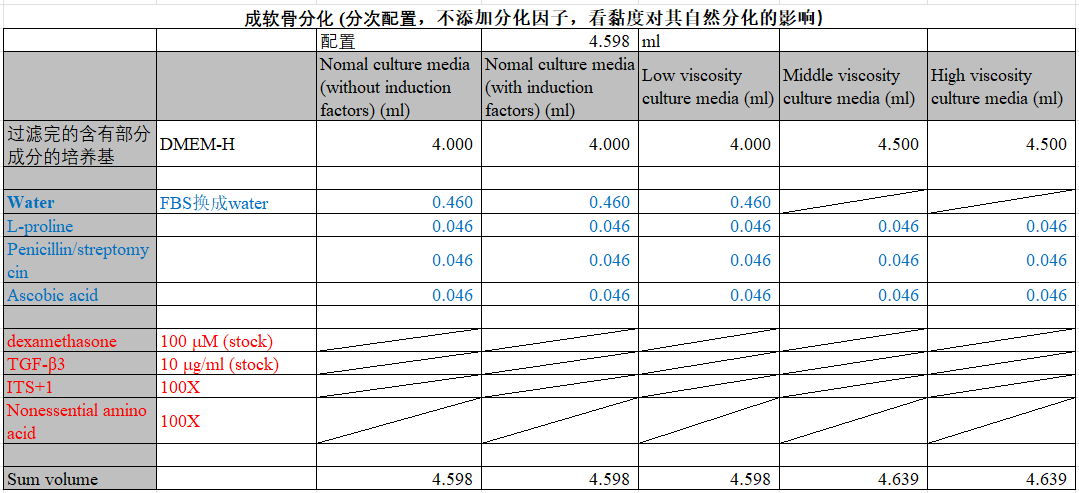 成软骨分化 (分次配置，不添加分化因子，看黏度对其自然分化的影响)
配置 4.598 ml
Nomal culture media (without induction factors) (ml)
Nomal culture media (with induction factors) (ml)
Low viscosity culture media (ml)
Middle viscosity culture media (ml)
High viscosity culture media (ml)
过滤完的含有部分成分的培养基 DMEM-H 4.000 4.000 4.000 4.500 4.500
Water FBS换成water 0.460 0.460 0.460
L-proline 0.046 0.046 0.046 0.046 0.046
Penicillin/streptomycin 0.046 0.046 0.046 0.046 0.046
Ascobic acid 0.046 0.046 0.046 0.046 0.046
dexamethasone 100 μM (stock)
TGF-β3 10 μg/ml (stock)
ITS+1 100X
Nonessential amino acid 100X
Sum volume 4.598 4.598 4.598 4.639 4.639